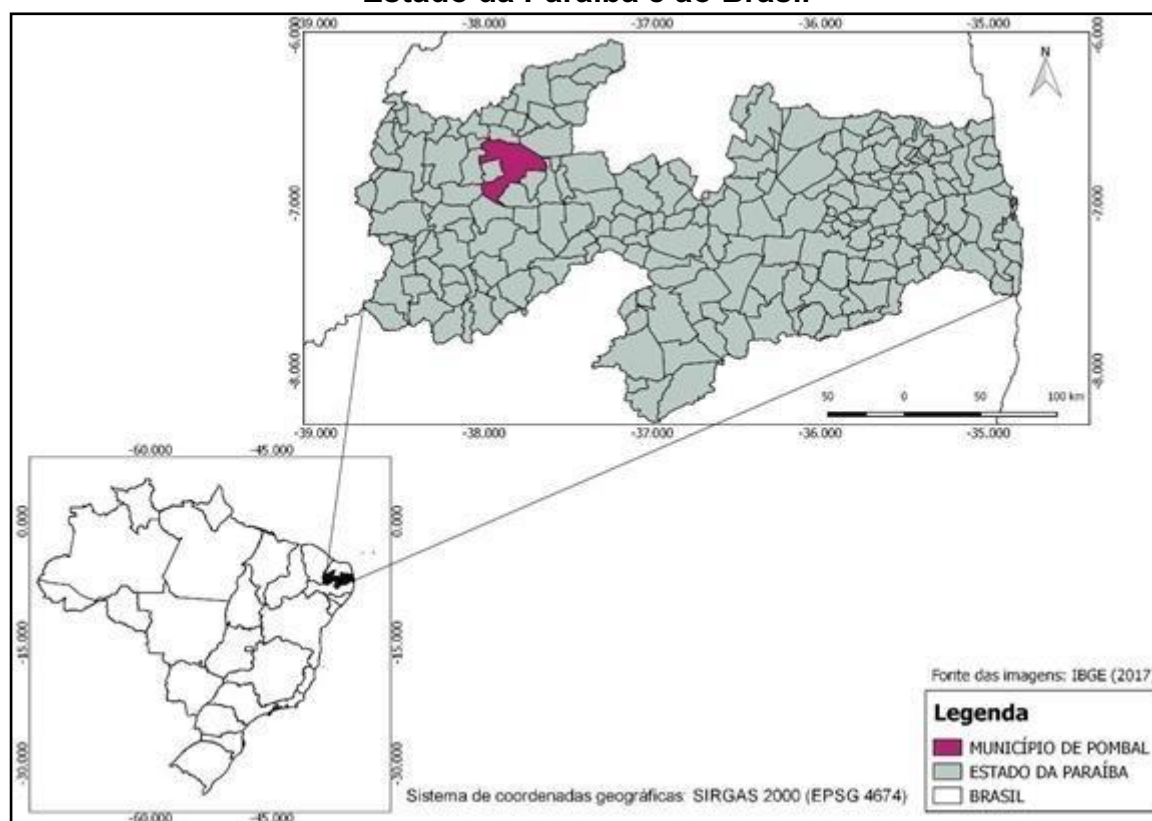 Estado da Paraíba e do Brasil
-39.000 -38.000 -37.000 -36.000 -35.000
-6.000 -6.000
N
-7.000 -7.000
-8.000 -8.000
50 0 50 100 km
-39.000 -38.000 -37.000 -36.000 -35.000
-60.000 -45.000
0.000 0.000
-15.000 -15.000
-30.000 -30.000
-60.000 -45.000
Fonte das imagens: IBGE (2017)
Legenda
MUNICÍPIO DE POMBAL
ESTADO DA PARAÍBA
BRASIL
Sistema de coordenadas geográficas: SIRGAS 2000 (EPSG 4674)